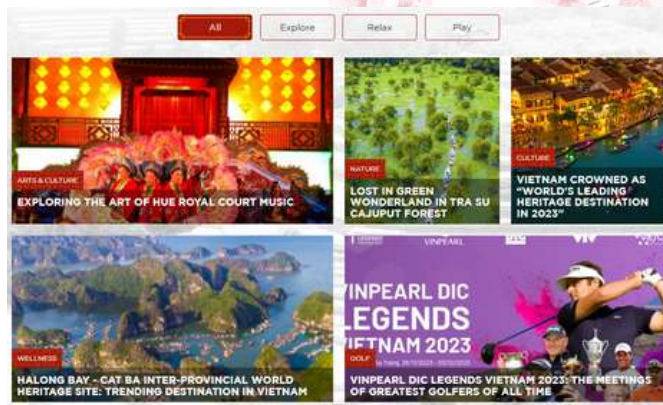 All
Explore
Relax
Play
ARTS & CULTURE
EXPLORING THE ART OF HUE ROYAL COURT MUSIC
NATURE
LOST IN GREEN
WONDERLAND IN TRA SU
CAJUPUT FOREST
CULTURE
VIETNAM CROWNED AS
"WORLD'S LEADING
HERITAGE DESTINATION
IN 2023"
WELLNESS
HALONG BAY - CAT BA INTER-PROVINCIAL WORLD
HERITAGE SITE: TRENDING DESTINATION IN VIETNAM
VINPEARL
VINPEARL DIC
LEGENDS
VIETNAM 2023
GOLF
VINPEARL DIC LEGENDS VIETNAM 2023: THE MEETINGS
OF GREATEST GOLFERS OF ALL TIME